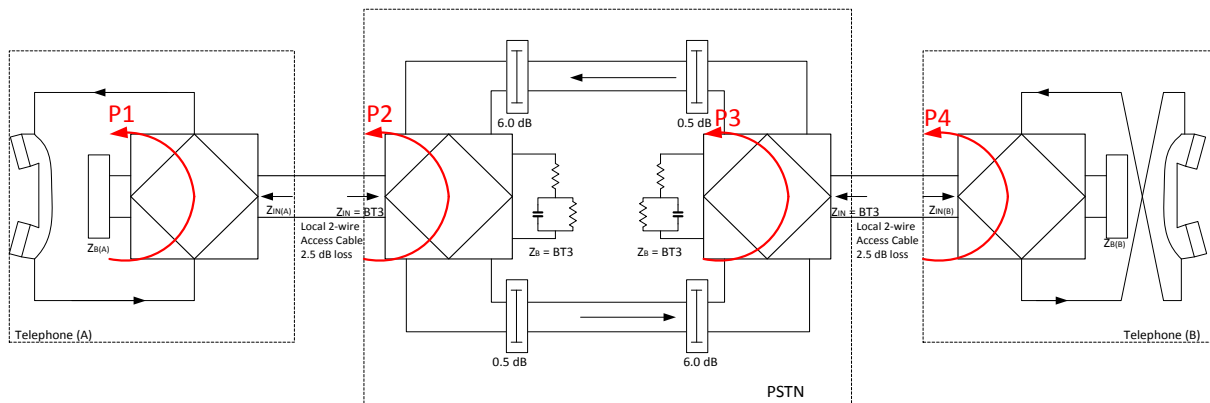 6.0 dB
0.5 dB
P1
P2
P3
P4
ZIN(A)
ZB(A)
ZIN = BT3
Local 2-wire
Access Cable
2.5 dB loss
ZB = BT3
ZB = BT3
ZIN = BT3
Local 2-wire
Access Cable
2.5 dB loss
ZIN(B)
ZB(B)
Telephone (A)
Telephone (B)
0.5 dB
6.0 dB
PSTN